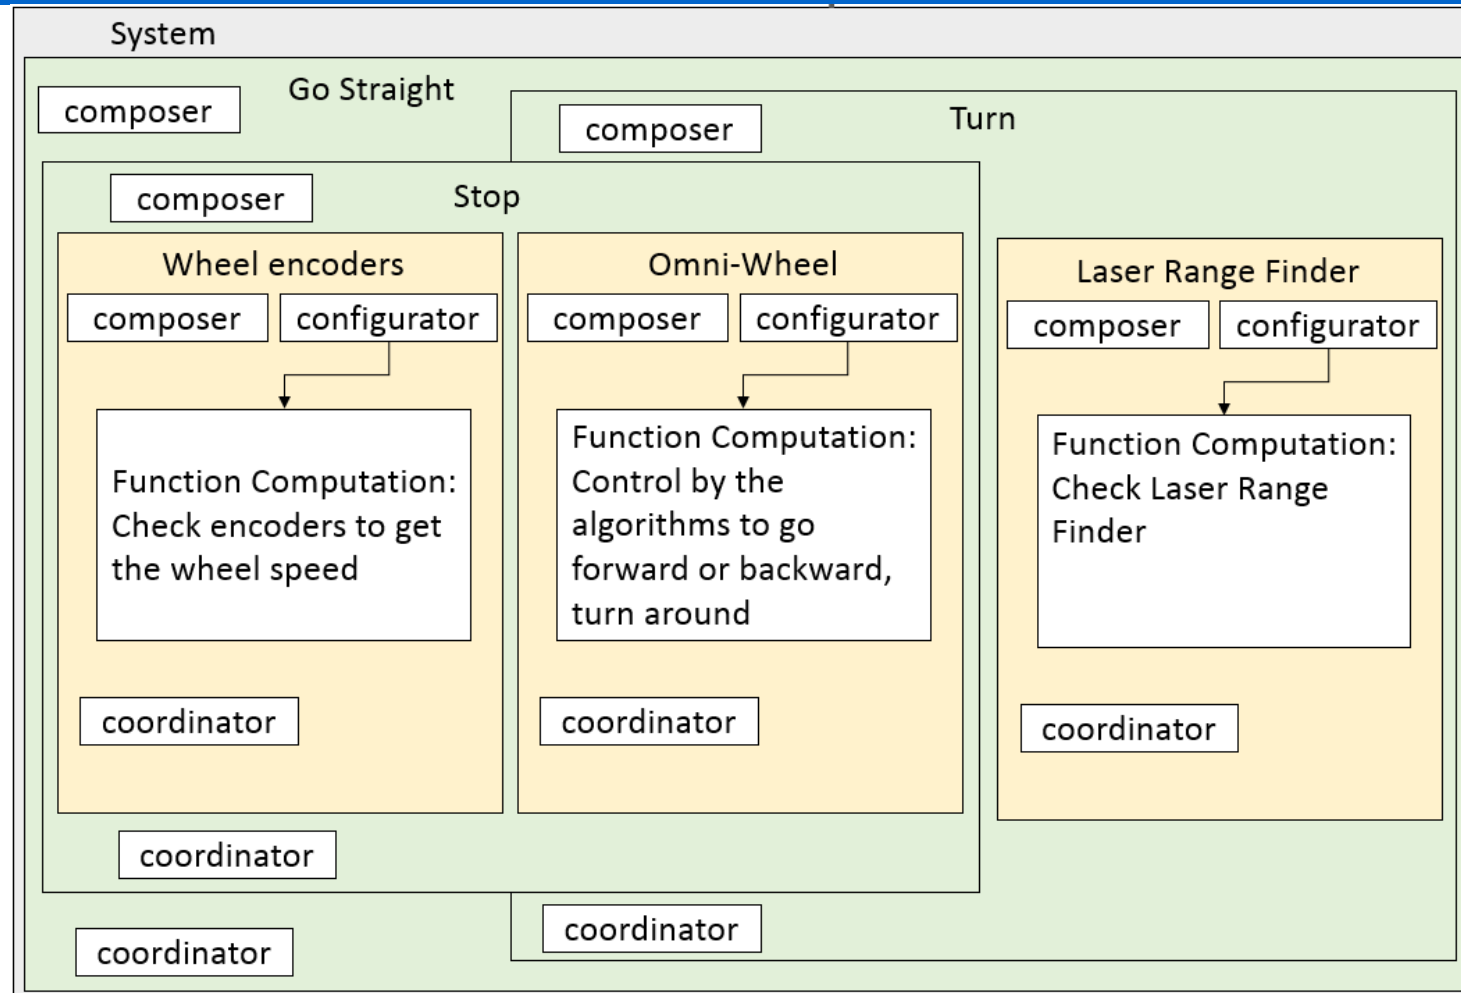 System
Go Straight
composer
Turn
composer
Stop
composer
Wheel encoders
composer
configurator
Function Computation:
Check encoders to get
the wheel speed
coordinator
Omni-Wheel
composer
configurator
Function Computation:
Control by the
algorithms to go
forward or backward,
turn around
coordinator
Laser Range Finder
composer
configurator
Function Computation:
Check Laser Range
Finder
coordinator
coordinator
coordinator
coordinator